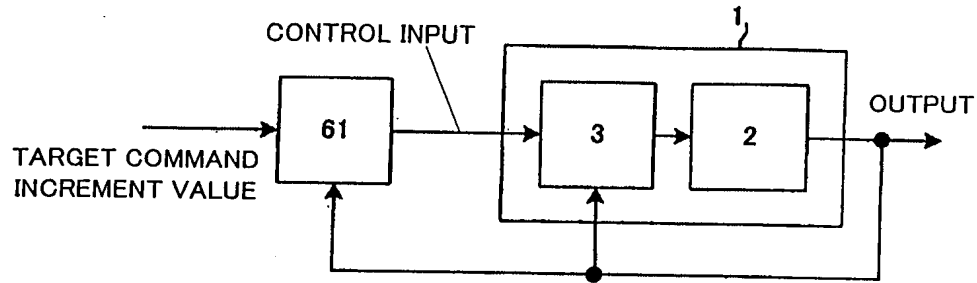 1
CONTROL INPUT
OUTPUT
61
3
2
TARGET COMMAND
INCREMENT VALUE